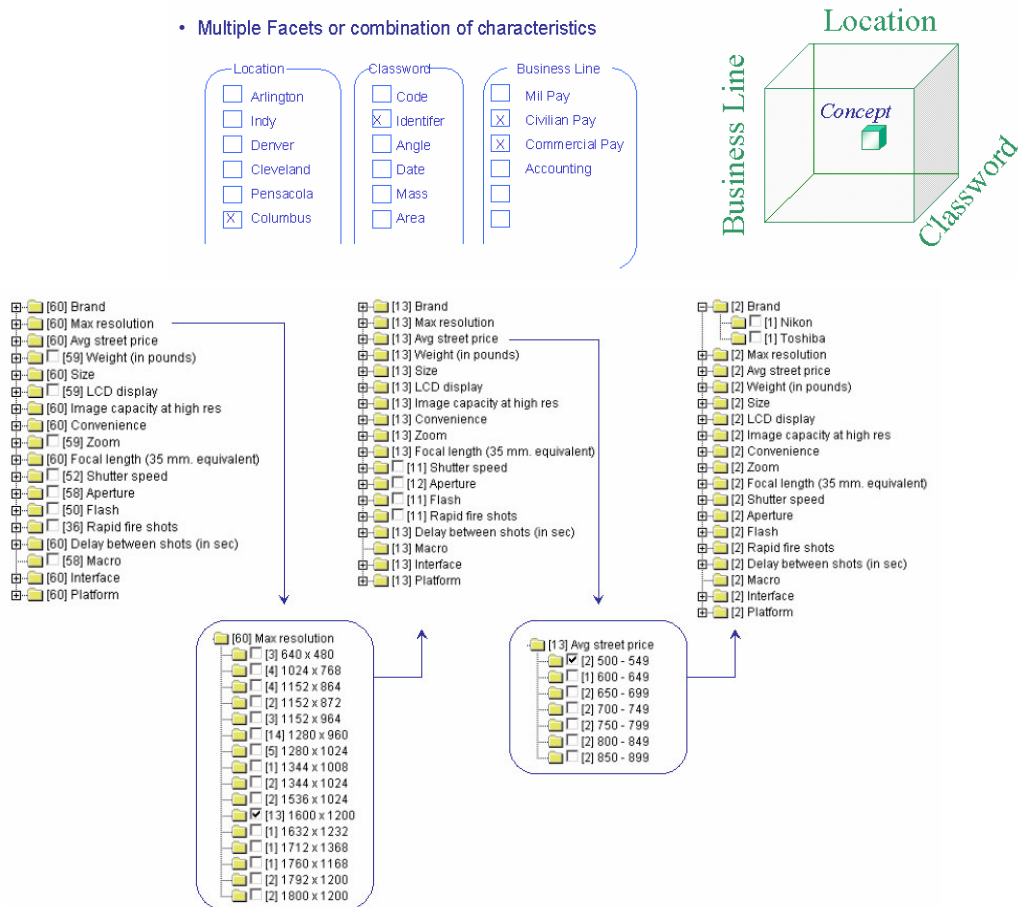 • Multiple Facets or combination of characteristics
Location
Arlington
Indy
Denver
Cleveland
Pensacola
X Columbus
Classword
Code
X Identifer
Angle
Date
Mass
Area
Business Line
Mil Pay
X Civilian Pay
X Commercial Pay
Accounting
Location
Business Line
Concept
Classword
[60] Brand
[60] Max resolution
[60] Avg street price
[59] Weight (in pounds)
[60] Size
[59] LCD display
[60] Image capacity at high res
[60] Convenience
[59] Zoom
[60] Focal length (35 mm. equivalent)
[52] Shutter speed
[58] Aperture
[50] Flash
[36] Rapid fire shots
[60] Delay between shots (in sec)
[58] Macro
[60] Interface
[60] Platform
[60] Max resolution
[3] 640 x 480
[4] 1024 x 768
[4] 1152 x 864
[2] 1152 x 872
[3] 1152 x 964
[14] 1280 x 960
[5] 1280 x 1024
[1] 1344 x 1008
[2] 1344 x 1024
[2] 1536 x 1024
[13] 1600 x 1200
[1] 1632 x 1232
[1] 1712 x 1368
[1] 1760 x 1168
[2] 1792 x 1200
[2] 1800 x 1200
[13] Brand
[13] Max resolution
[13] Avg street price
[13] Weight (in pounds)
[13] Size
[13] LCD display
[13] Image capacity at high res
[13] Convenience
[13] Zoom
[13] Focal length (35 mm. equivalent)
[11] Shutter speed
[12] Aperture
[11] Flash
[11] Rapid fire shots
[13] Delay between shots (in sec)
[13] Macro
[13] Interface
[13] Platform
[13] Avg street price
[2] 500 - 549
[1] 600 - 649
[2] 650 - 699
[2] 700 - 749
[2] 750 - 799
[2] 800 - 849
[2] 850 - 899
[2] Brand
[1] Nikon
[1] Toshiba
[2] Max resolution
[2] Avg street price
[2] Weight (in pounds)
[2] Size
[2] LCD display
[2] Image capacity at high res
[2] Convenience
[2] Zoom
[2] Focal length (35 mm. equivalent)
[2] Shutter speed
[2] Aperture
[2] Flash
[2] Rapid fire shots
[2] Delay between shots (in sec)
[2] Macro
[2] Interface
[2] Platform